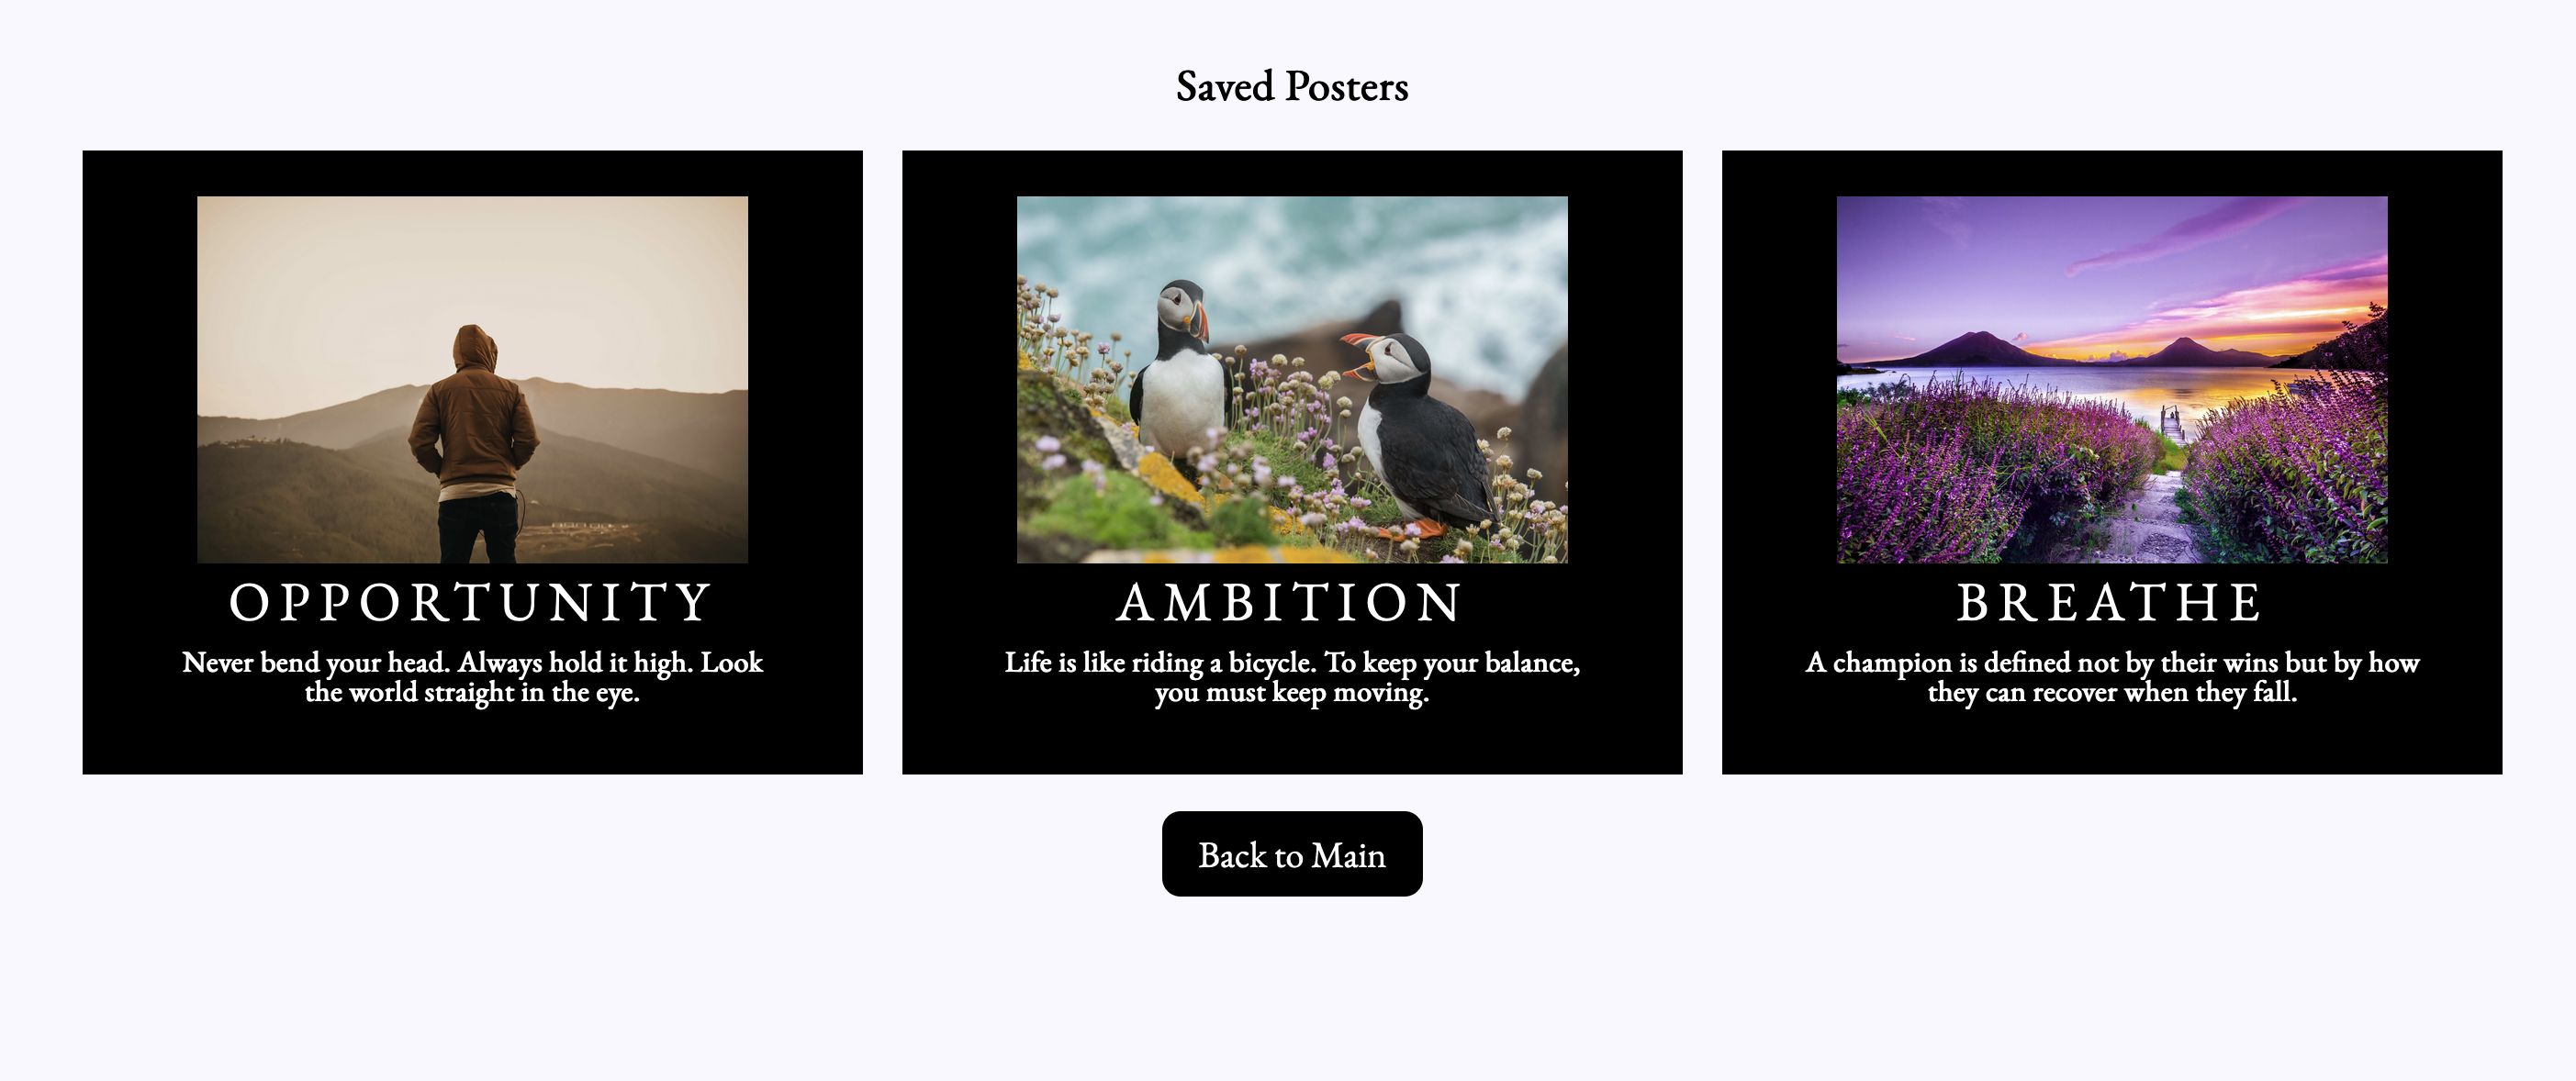 Saved Posters
OPPORTUNITY
Never bend your head. Always hold it high. Look
the world straight in the eye.
AMBITION
Life is like riding a bicycle. To keep your balance,
you must keep moving.
BREATHE
A champion is defined not by their wins but by how
they can recover when they fall.
Back to Main